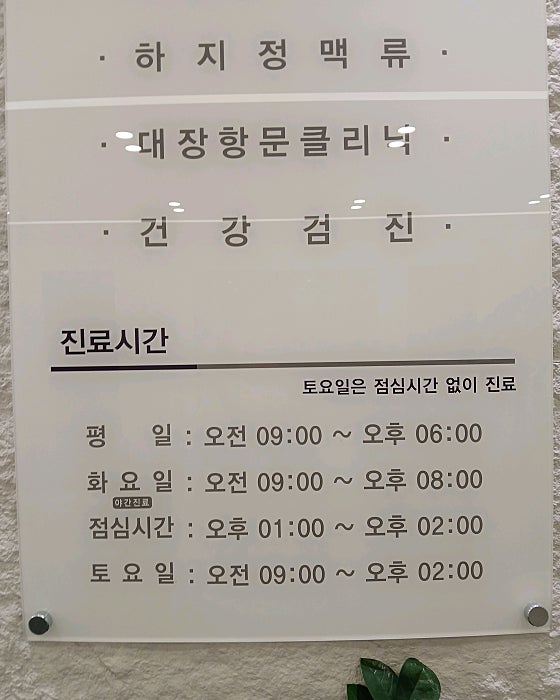 · 하지정맥류 ·
· 대장항문클리닉 ·
· 건강검진 ·
진료시간
토요일은 점심시간 없이 진료
평 일 : 오전 09:00 ~ 오후 06:00
화 요 일 : 오전 09:00 ~ 오후 08:00
야간진료
점심시간 : 오후 01:00 ~ 오후 02:00
토 요 일 : 오전 09:00 ~ 오후 02:00